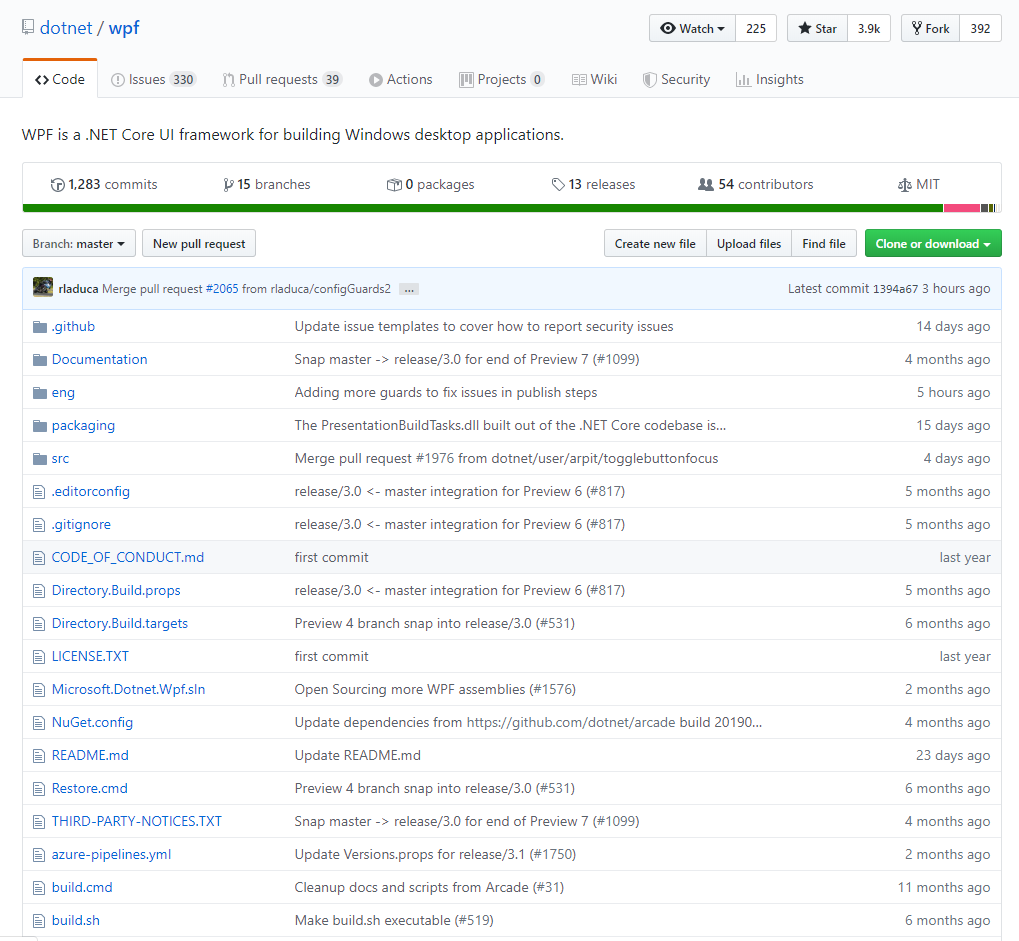 dotnet / wpf Watch 225 Star 3.9k Fork 392
Code Issues 330 Pull requests 39 Actions Projects 0 Wiki Security Insights
WPF is a .NET Core UI framework for building Windows desktop applications.
1,283 commits 15 branches 0 packages 13 releases 54 contributors MIT
Branch: master New pull request Create new file Upload files Find file Clone or download
rladuca Merge pull request #2065 from rladuca/configGuards2 ... Latest commit 1394a67 3 hours ago
.github Update issue templates to cover how to report security issues 14 days ago
Documentation Snap master -> release/3.0 for end of Preview 7 (#1099) 4 months ago
eng Adding more guards to fix issues in publish steps 5 hours ago
packaging The PresentationBuildTasks.dll built out of the .NET Core codebase is... 15 days ago
src Merge pull request #1976 from dotnet/user/arpit/togglebuttonfocus 4 days ago
.editorconfig release/3.0 <- master integration for Preview 6 (#817) 5 months ago
.gitignore release/3.0 <- master integration for Preview 6 (#817) 5 months ago
CODE_OF_CONDUCT.md first commit last year
Directory.Build.props release/3.0 <- master integration for Preview 6 (#817) 5 months ago
Directory.Build.targets Preview 4 branch snap into release/3.0 (#531) 6 months ago
LICENSE.TXT first commit last year
Microsoft.Dotnet.Wpf.sln Open Sourcing more WPF assemblies (#1576) 2 months ago
NuGet.config Update dependencies from https://github.com/dotnet/arcade build 20190... 4 months ago
README.md Update README.md 23 days ago
Restore.cmd Preview 4 branch snap into release/3.0 (#531) 6 months ago
THIRD-PARTY-NOTICES.TXT Snap master -> release/3.0 for end of Preview 7 (#1099) 4 months ago
azure-pipelines.yml Update Versions.props for release/3.1 (#1750) 2 months ago
build.cmd Cleanup docs and scripts from Arcade (#31) 11 months ago
build.sh Make build.sh executable (#519) 6 months ago